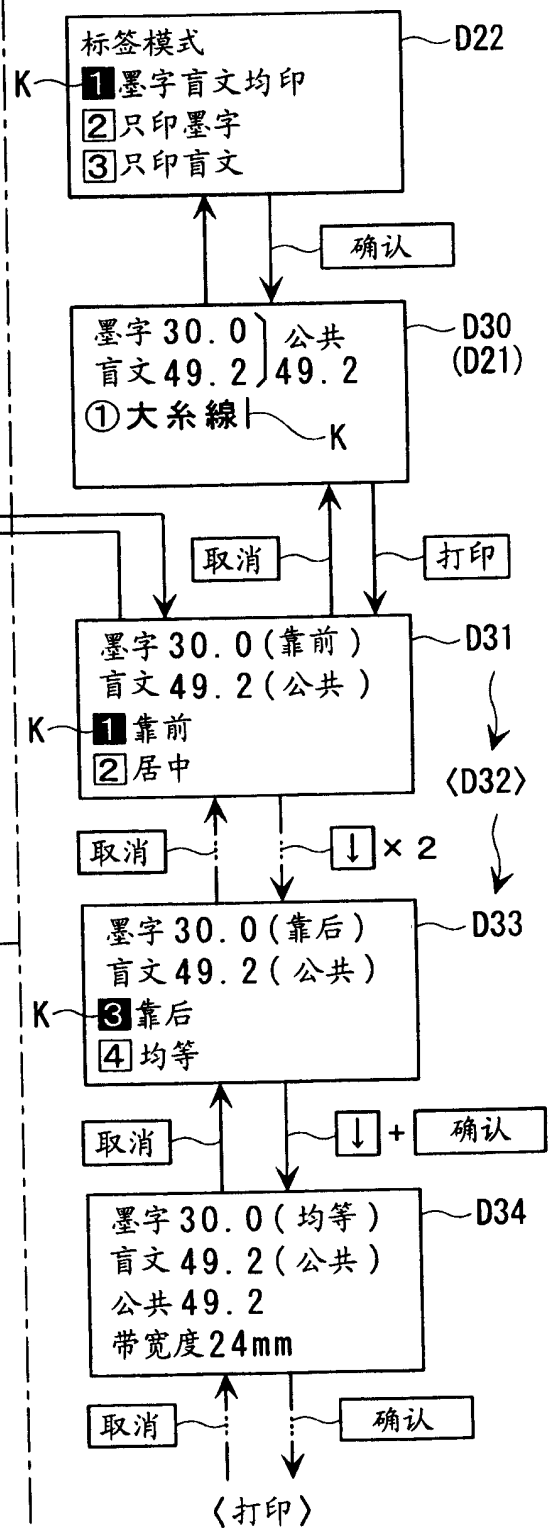 标签模式
D22
K
1 墨字盲文均印
2 只印墨字
3 只印盲文
确认
墨字 30.0 公共
盲文 49.2 49.2
D30
(D21)
①大糸線
K
取消
打印
墨字 30.0 (靠前)
D31
盲文 49.2 (公共)
K
1 靠前
2 居中
〈D32〉
取消
↓ × 2
墨字 30.0 (靠后)
D33
盲文 49.2 (公共)
K
3 靠后
4 均等
取消
↓ + 确认
墨字 30.0 (均等)
D34
盲文 49.2 (公共)
公共 49.2
带宽度 24mm
取消
确认
〈打印〉